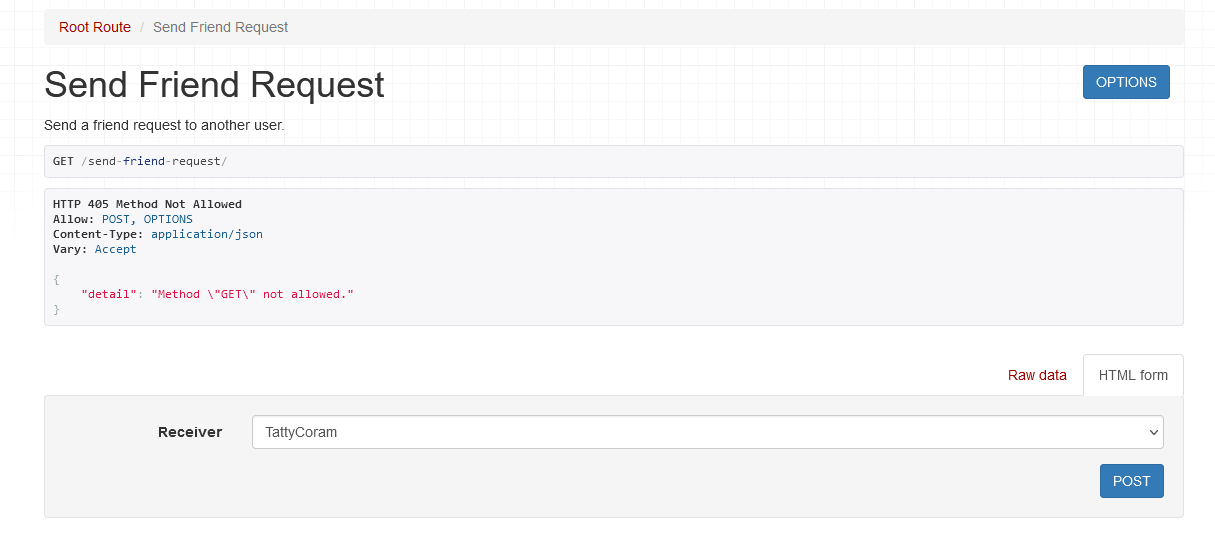 Root Route / Send Friend Request
Send Friend Request
OPTIONS
Send a friend request to another user.
GET /send-friend-request/
HTTP 405 Method Not Allowed
Allow: POST, OPTIONS
Content-Type: application/json
Vary: Accept
{
    "detail": "Method \"GET\" not allowed."
}
Raw data
HTML form
Receiver
TattyCoram
POST